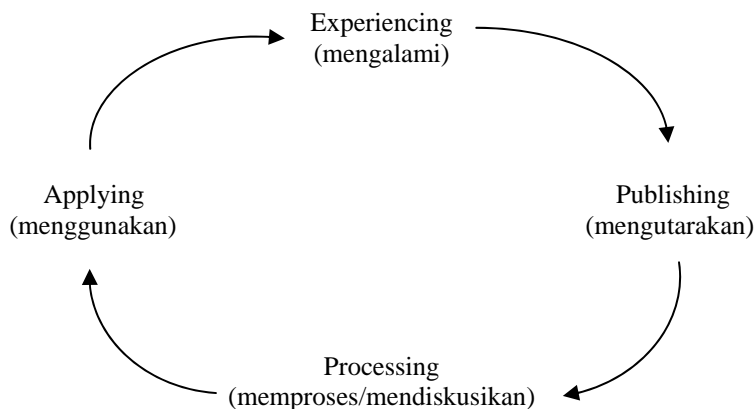 Experiencing
(mengalami)
Publishing
(mengutarakan)
Processing
(memproses/mendiskusikan)
Applying
(menggunakan)